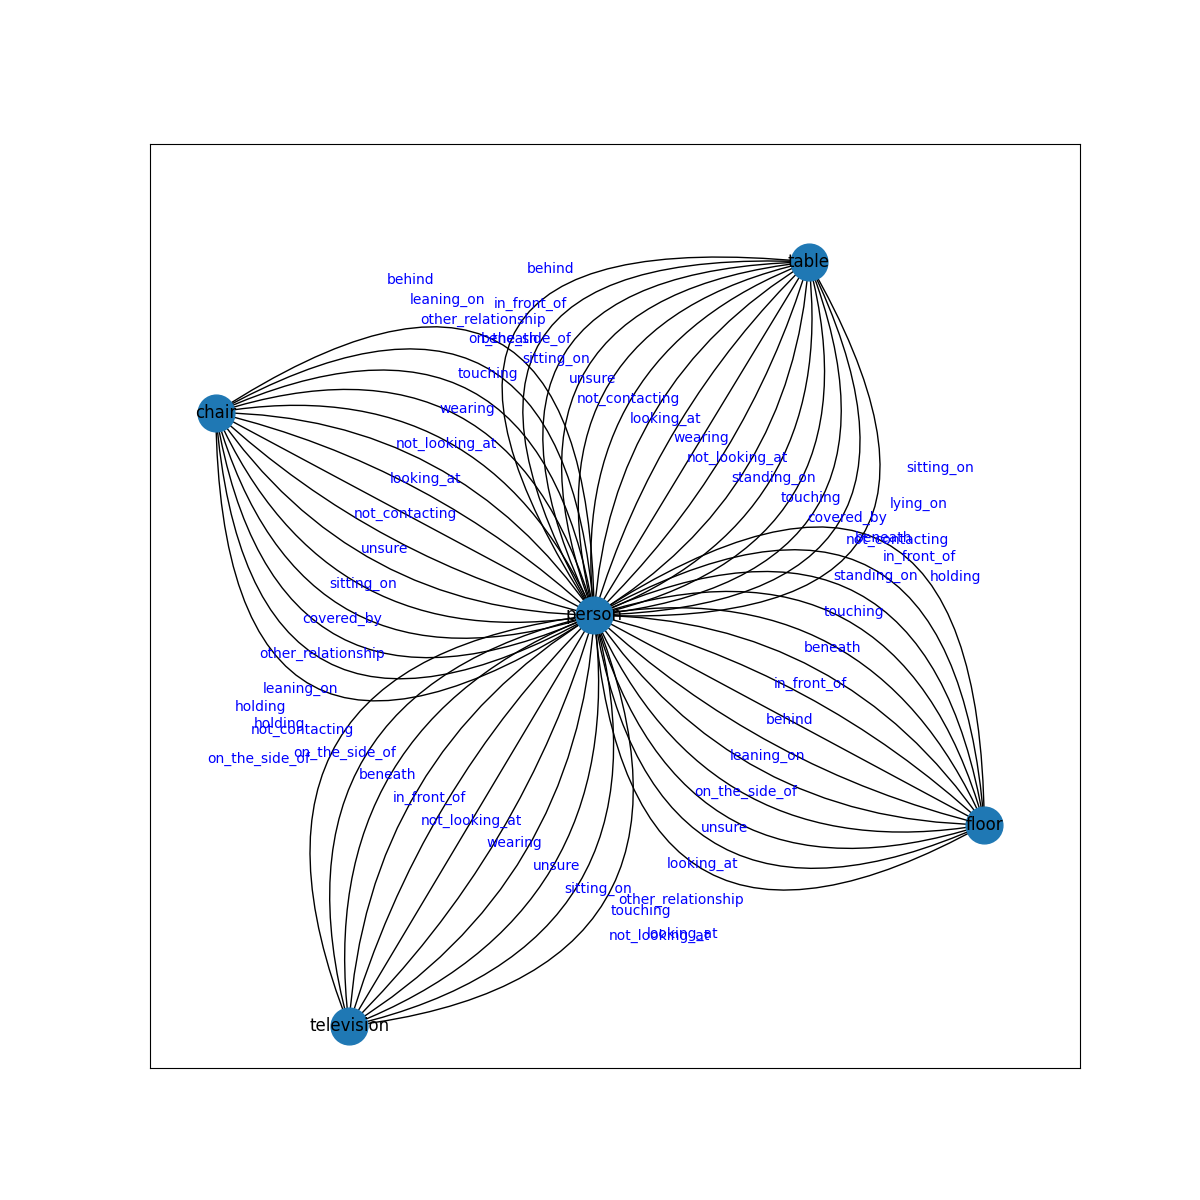 table
behind
behind
leaning_on
in_front_of
other_relationship
on_the_side_of
beneath
sitting_on
touching
unsure
not_contacting
wearing
chair
looking_at
wearing
not_looking_at
not_looking_at
sitting_on
looking_at
standing_on
touching
lying_on
not_contacting
covered_by
beneath
not_contacting
unsure
in_front_of
standing_on
holding
sitting_on
touching
person
covered_by
beneath
other_relationship
in_front_of
leaning_on
holding
behind
holding
not_contacting
on_the_side_of
on_the_side_of
leaning_on
beneath
on_the_side_of
in_front_of
not_looking_at
floor
unsure
wearing
unsure
looking_at
sitting_on
other_relationship
touching
looking_at
not_looking_at
television